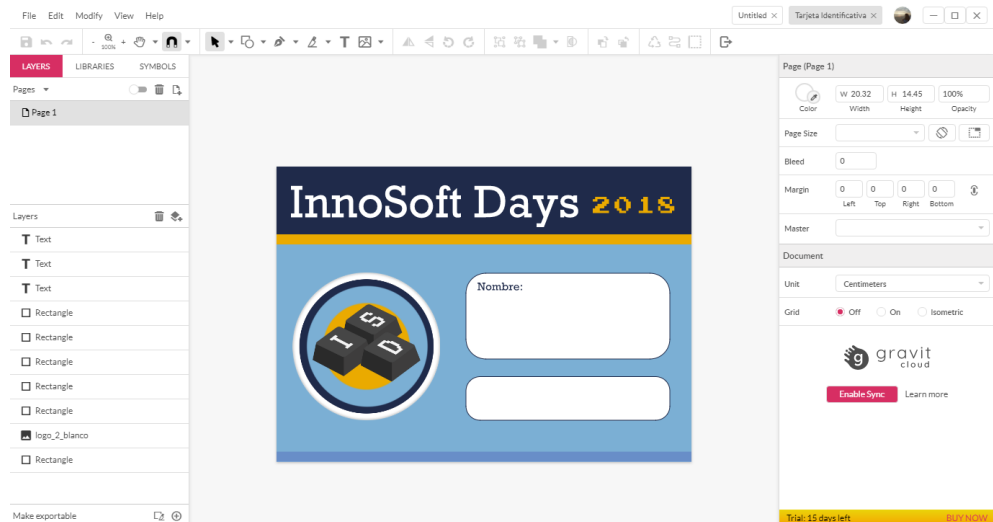 File Edit Modify View Help
Untitled × Tarjeta Identificativa ×
- 100% +
LAYERS LIBRARIES SYMBOLS
Pages
Page 1
Layers
Text
Text
Text
Rectangle
Rectangle
Rectangle
Rectangle
Rectangle
logo_2_blanco
Rectangle
Make exportable
InnoSoft Days 2018
I S D
Nombre:
Page (Page 1)
W 20.32 H 14.45 100%
Color Width Height Opacity
Page Size
Bleed 0
Margin 0 0 0 0
Left Top Right Bottom
Master
Document
Unit Centimeters
Grid Off On Isometric
gravit
cloud
Enable Sync Learn more
Trial: 15 days left BUY NOW